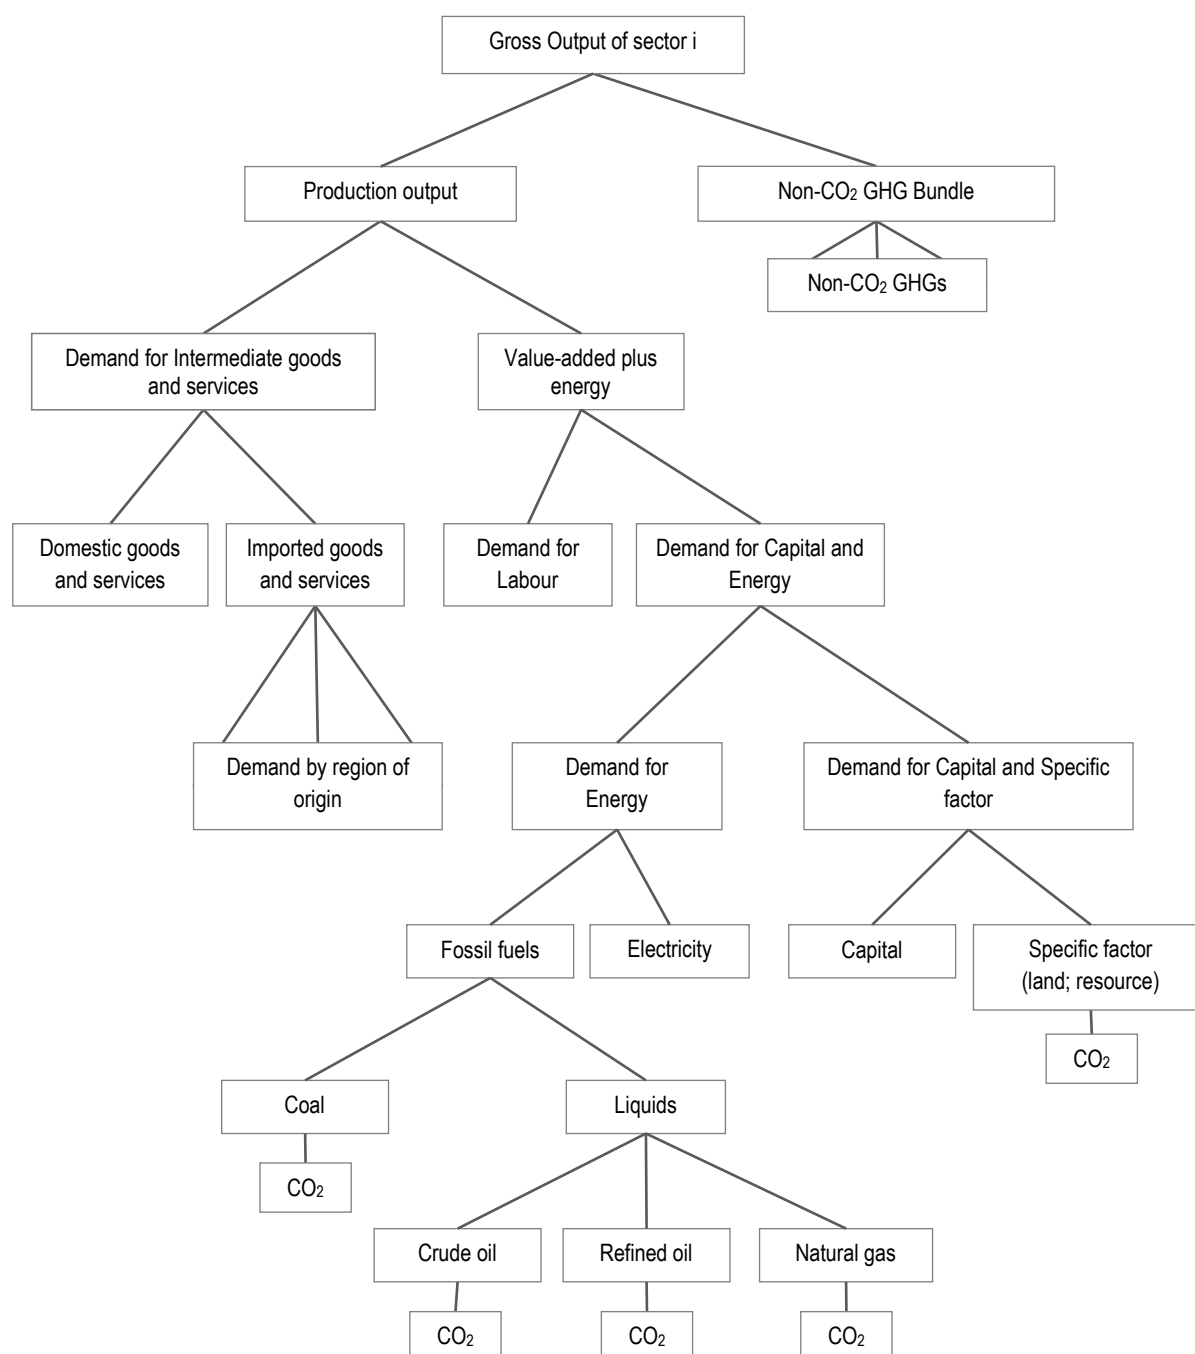 Gross Output of sector i
Production output
Non-CO₂ GHG Bundle
Non-CO₂ GHGs
Demand for Intermediate goods
and services
Value-added plus
energy
Domestic goods
and services
Imported goods
and services
Demand for
Labour
Demand for Capital and
Energy
Demand by region of
origin
Demand for
Energy
Demand for Capital and Specific
factor
Fossil fuels
Electricity
Capital
Specific factor
(land; resource)
CO₂
Coal
Liquids
CO₂
Crude oil
Refined oil
Natural gas
CO₂
CO₂
CO₂